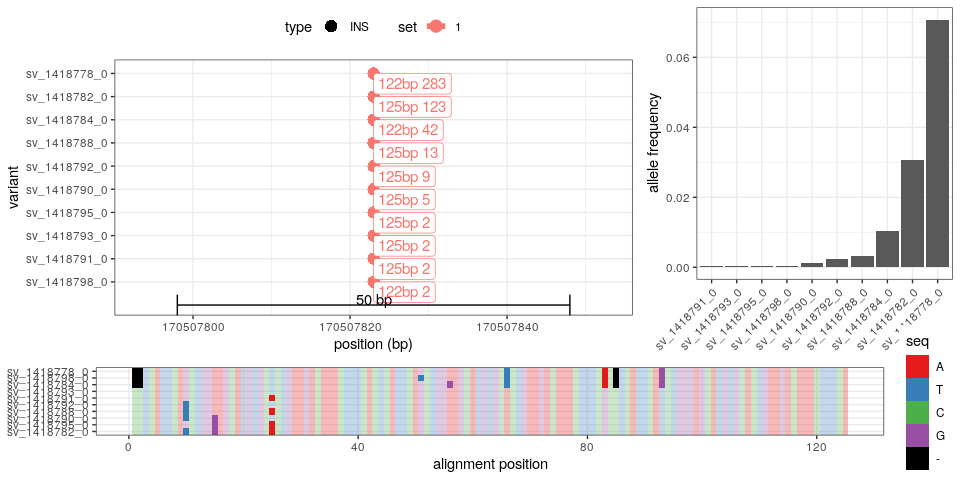 type INS set 1
variant
sv_1418778_0
sv_1418782_0
sv_1418784_0
sv_1418788_0
sv_1418792_0
sv_1418790_0
sv_1418795_0
sv_1418793_0
sv_1418791_0
sv_1418798_0
122bp 283
125bp 123
122bp 42
125bp 13
125bp 9
125bp 5
125bp 2
125bp 2
125bp 2
122bp 2
50 bp
170507800 170507820 170507840
position (bp)
allele frequency
0.06
0.04
0.02
0.00
sv_1418791_0
sv_1418793_0
sv_1418795_0
sv_1418798_0
sv_1418790_0
sv_1418792_0
sv_1418788_0
sv_1418784_0
sv_1418782_0
1418778_0
seq
A
T
C
G
-
sv_1418778_0
sv_1418782_0
0 40 80 120
alignment position